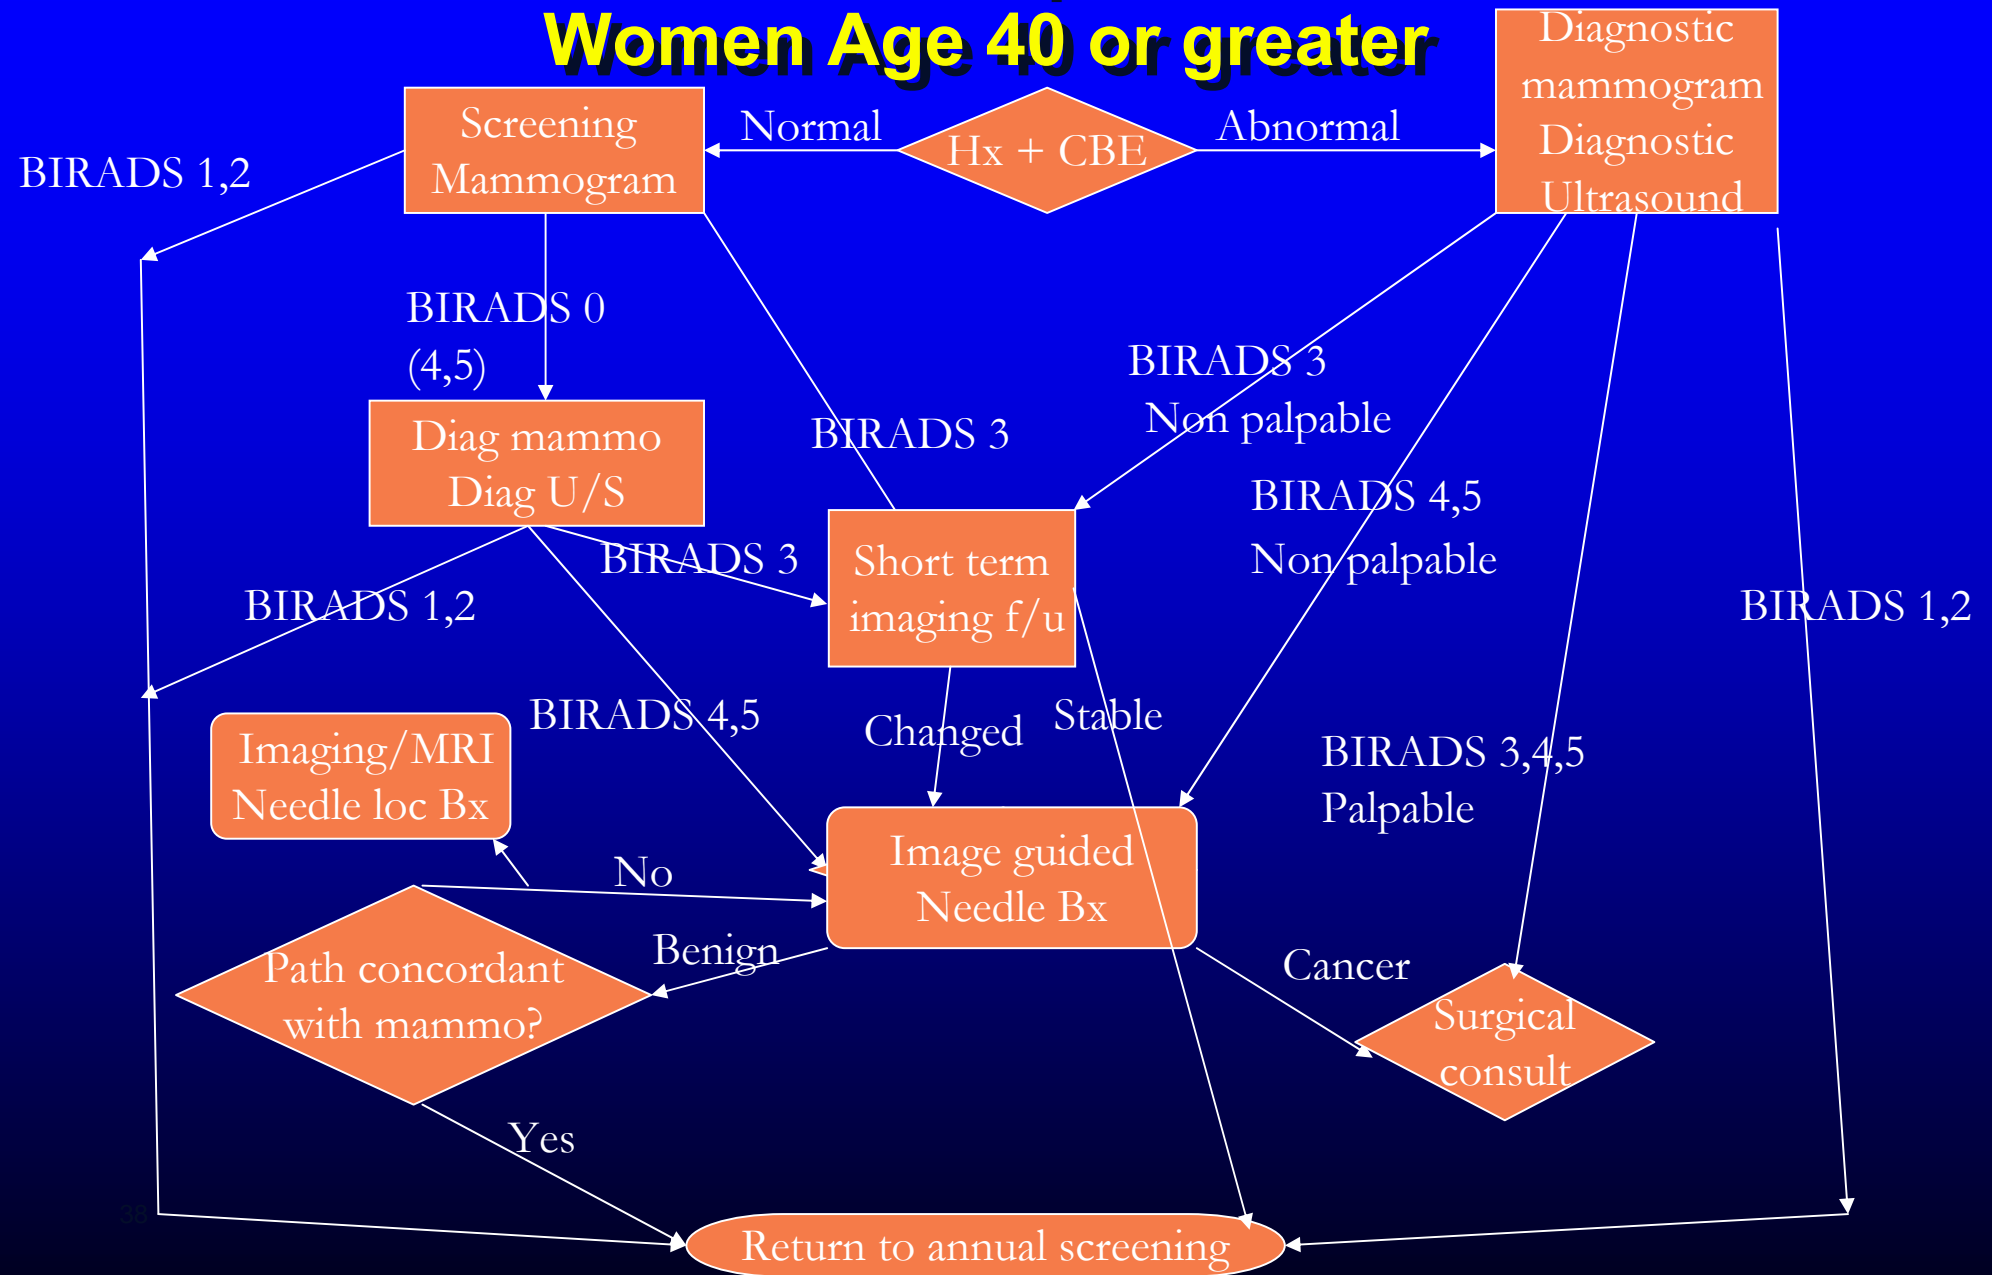 Women Age 40 or greater
Diagnostic
mammogram
Diagnostic
Ultrasound
Screening
Mammogram
Normal
Hx + CBE
Abnormal
BIRADS 1,2
BIRADS 0
(4,5)
BIRADS 3
Non palpable
Diag mammo
Diag U/S
BIRADS 3
BIRADS 4,5
Non palpable
BIRADS 3
Short term
imaging f/u
BIRADS 1,2
BIRADS 1,2
BIRADS 4,5
Changed
Stable
Imaging/MRI
Needle loc Bx
BIRADS 3,4,5
Palpable
No
Image guided
Needle Bx
Benign
Cancer
Path concordant
with mammo?
Surgical
consult
Yes
38
Return to annual screening